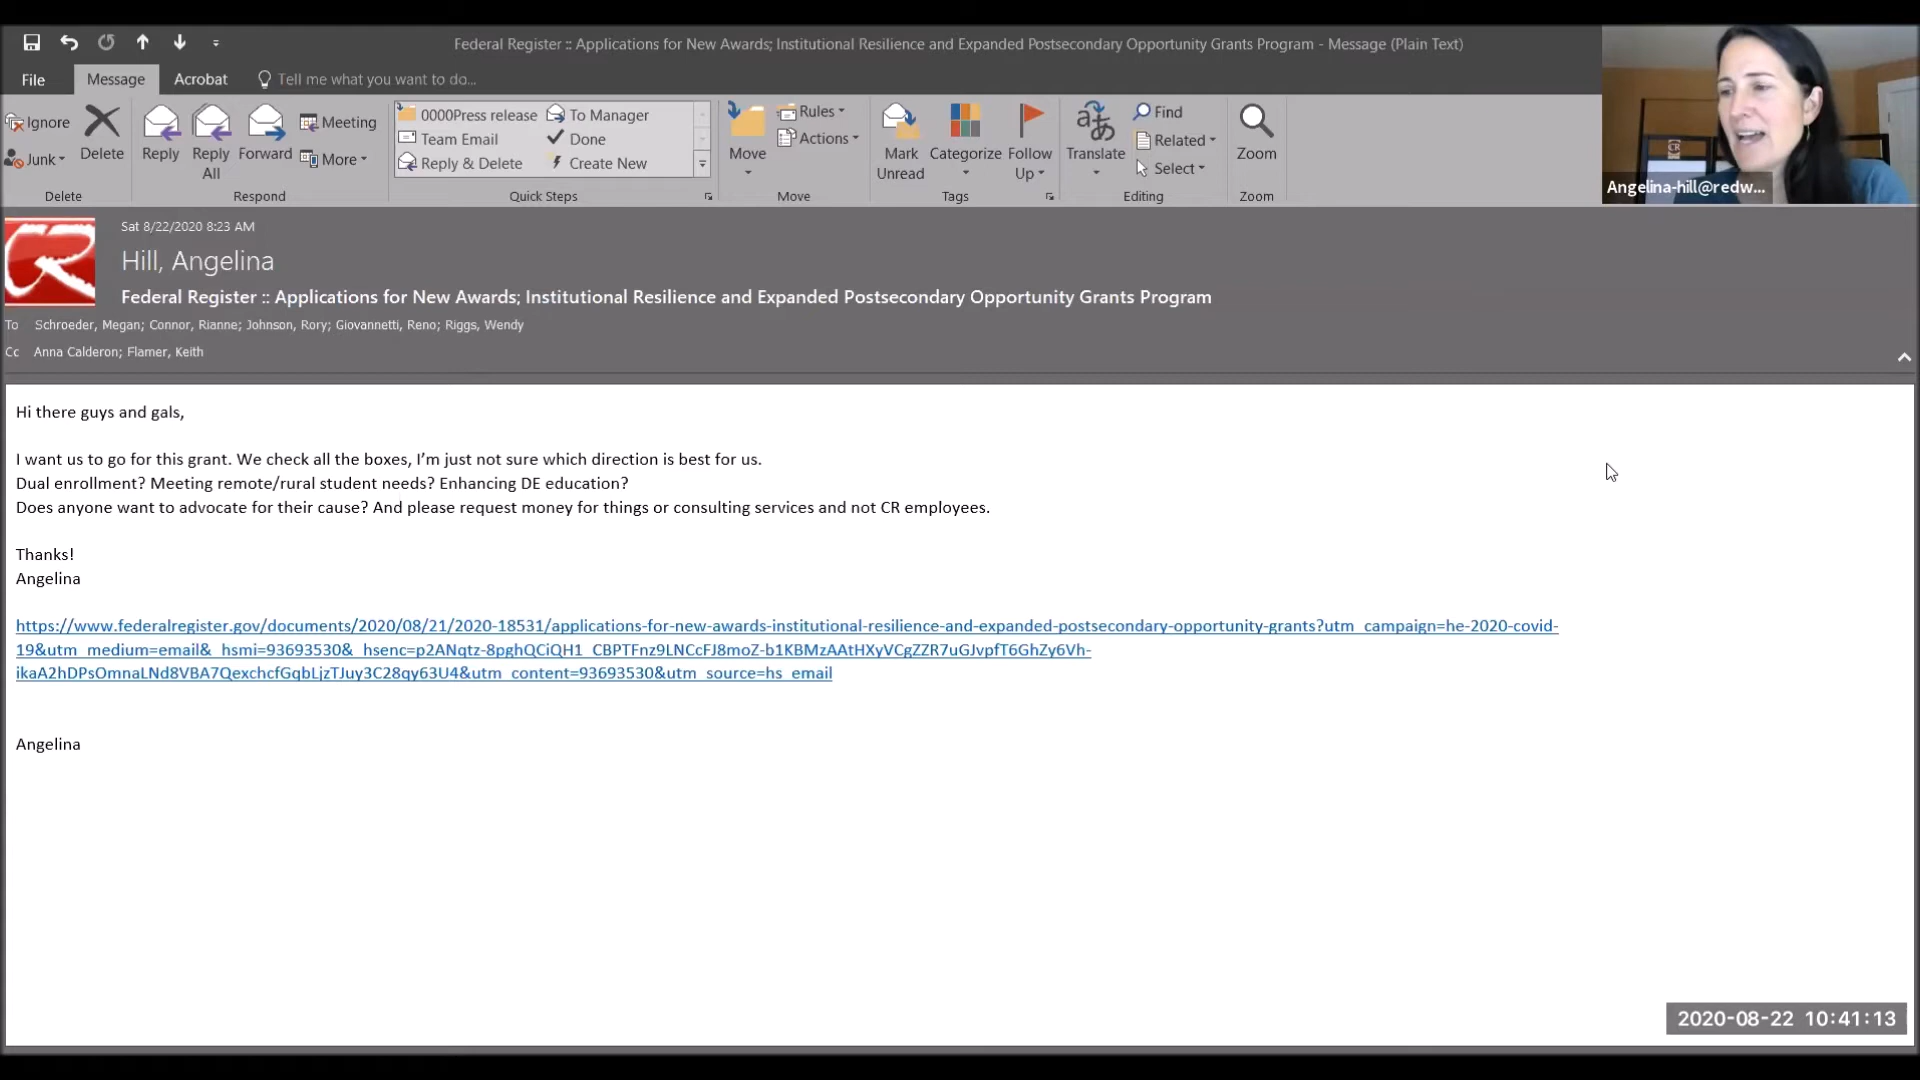 Federal Register :: Applications for New Awards; Institutional Resilience and Expanded Postsecondary Opportunity Grants Program - Message (Plain Text)
File Message Acrobat Tell me what you want to do...
Ignore
Junk
Delete
Delete
Reply
Reply All
Forward
Meeting
More
Respond
0000Press release
Team Email
Reply & Delete
To Manager
Done
Create New
Quick Steps
Move
Rules
Actions
Move
Mark Unread
Categorize
Follow Up
Tags
Translate
Find
Related
Select
Editing
Zoom
Zoom
CR
Angelina-hill@redw...
Sat 8/22/2020 8:23 AM
Hill, Angelina
Federal Register :: Applications for New Awards; Institutional Resilience and Expanded Postsecondary Opportunity Grants Program
To Schroeder, Megan; Connor, Rianne; Johnson, Rory; Giovannetti, Reno; Riggs, Wendy
Cc Anna Calderon; Flamer, Keith
Hi there guys and gals,
I want us to go for this grant. We check all the boxes, I'm just not sure which direction is best for us.
Dual enrollment? Meeting remote/rural student needs? Enhancing DE education?
Does anyone want to advocate for their cause? And please request money for things or consulting services and not CR employees.
Thanks!
Angelina
https://www.federalregister.gov/documents/2020/08/21/2020-18531/applications-for-new-awards-institutional-resilience-and-expanded-postsecondary-opportunity-grants?utm_campaign=he-2020-covid-
19&utm_medium=email&_hsmi=93693530&_hsenc=p2ANqtz-8pghQCiQH1_CBPTFnz9LNCcFJ8moZ-b1KBMzAAtHXyVCgZZR7uGJvpfT6GhZy6Vh-
ikaA2hDPsOmnaLNd8VBA7QexchcfGqbLjzTJuy3C28qy63U4&utm_content=93693530&utm_source=hs_email
Angelina
2020-08-22 10:41:13